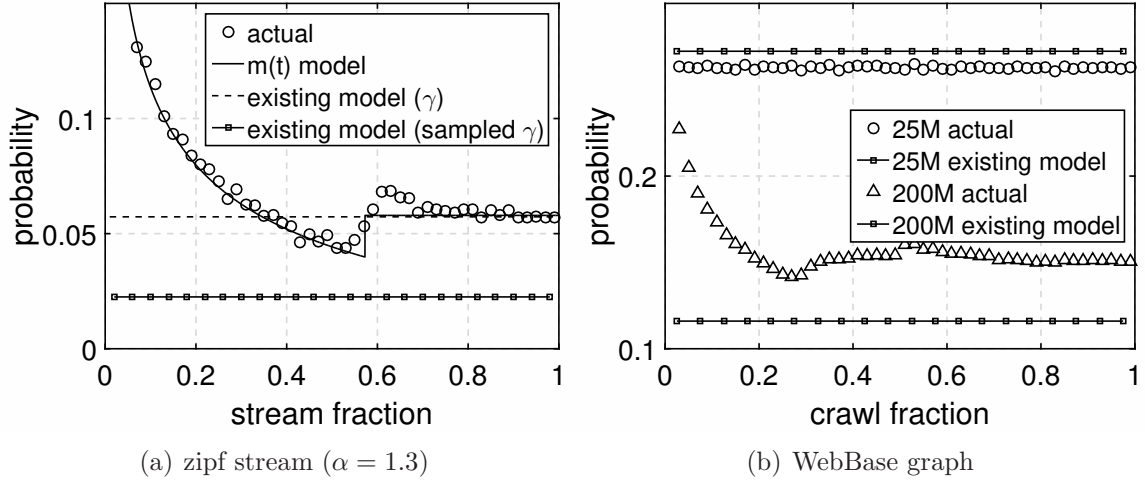 probability
0.1
0.05
0
0
0.2
0.4
0.6
0.8
1
stream fraction
actual
m(t) model
existing model (γ)
existing model (sampled γ)
(a) zipf stream (α = 1.3)
probability
0.2
0.1
0
0.2
0.4
0.6
0.8
1
crawl fraction
25M actual
25M existing model
200M actual
200M existing model
(b) WebBase graph